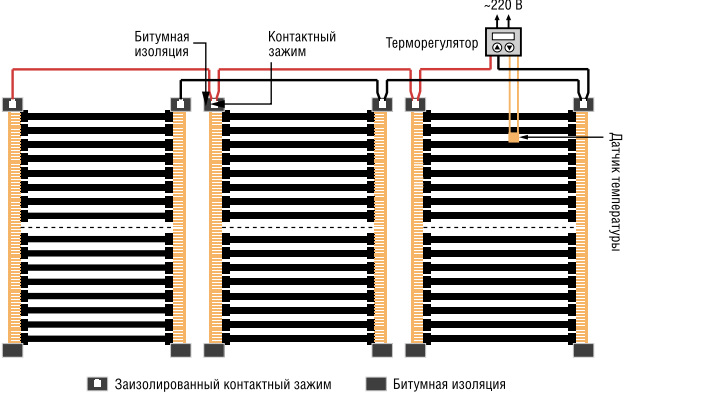 ~220 В
Битумная
изоляция
Контактный
зажим
Терморегулятор
Датчик температуры
Заизолированный контактный зажим
Битумная изоляция